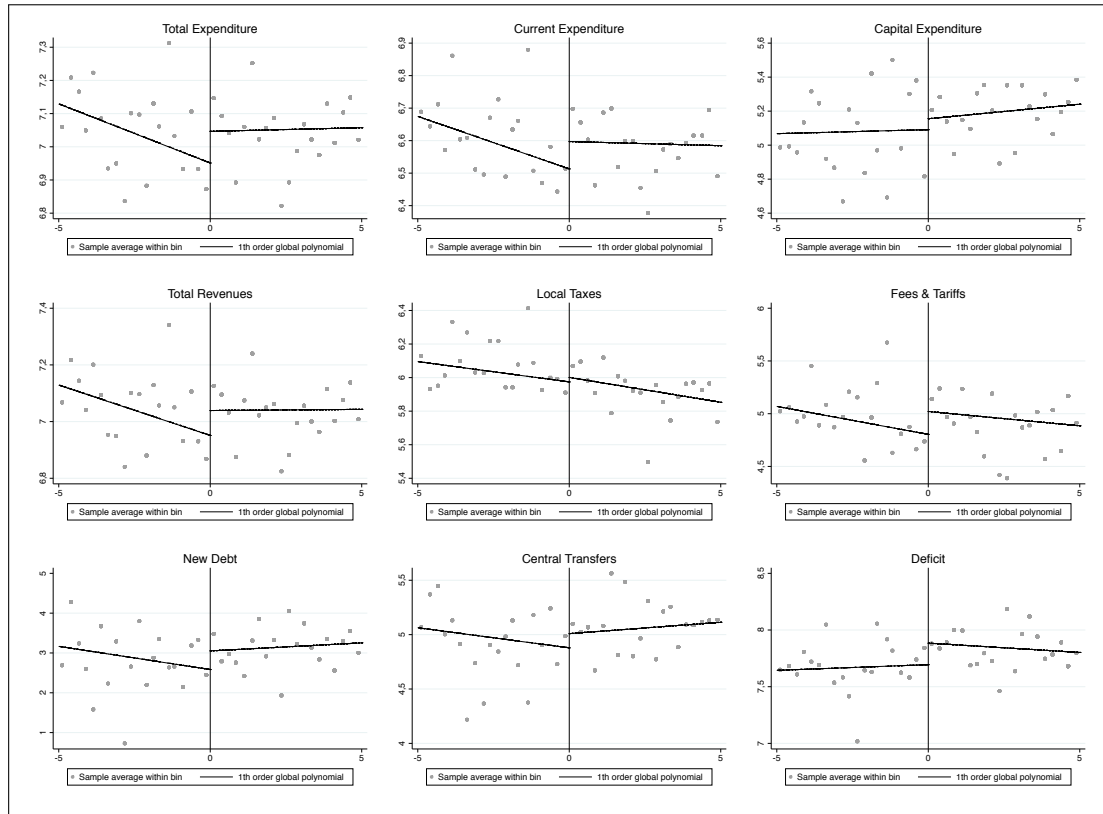 Total Expenditure
7,3
7,2
7,1
7
6,9
6,8
-5
0
5
Sample average within bin
1th order global polynomial
Current Expenditure
6,9
6,8
6,7
6,6
6,5
6,4
-5
0
5
Sample average within bin
1th order global polynomial
Capital Expenditure
5,6
5,4
5,2
5
4,8
4,6
-5
0
5
Sample average within bin
1th order global polynomial
Total Revenues
7,4
7,2
7
6,8
-5
0
5
Sample average within bin
1th order global polynomial
Local Taxes
6,4
6,2
6
5,8
5,6
5,4
-5
0
5
Sample average within bin
1th order global polynomial
Fees & Tariffs
6
5,5
5
4,5
-5
0
5
Sample average within bin
1th order global polynomial
New Debt
5
4
3
2
1
-5
0
5
Sample average within bin
1th order global polynomial
Central Transfers
5,5
5
4,5
4
-5
0
5
Sample average within bin
1th order global polynomial
Deficit
8,5
8
7,5
7
-5
0
5
Sample average within bin
1th order global polynomial